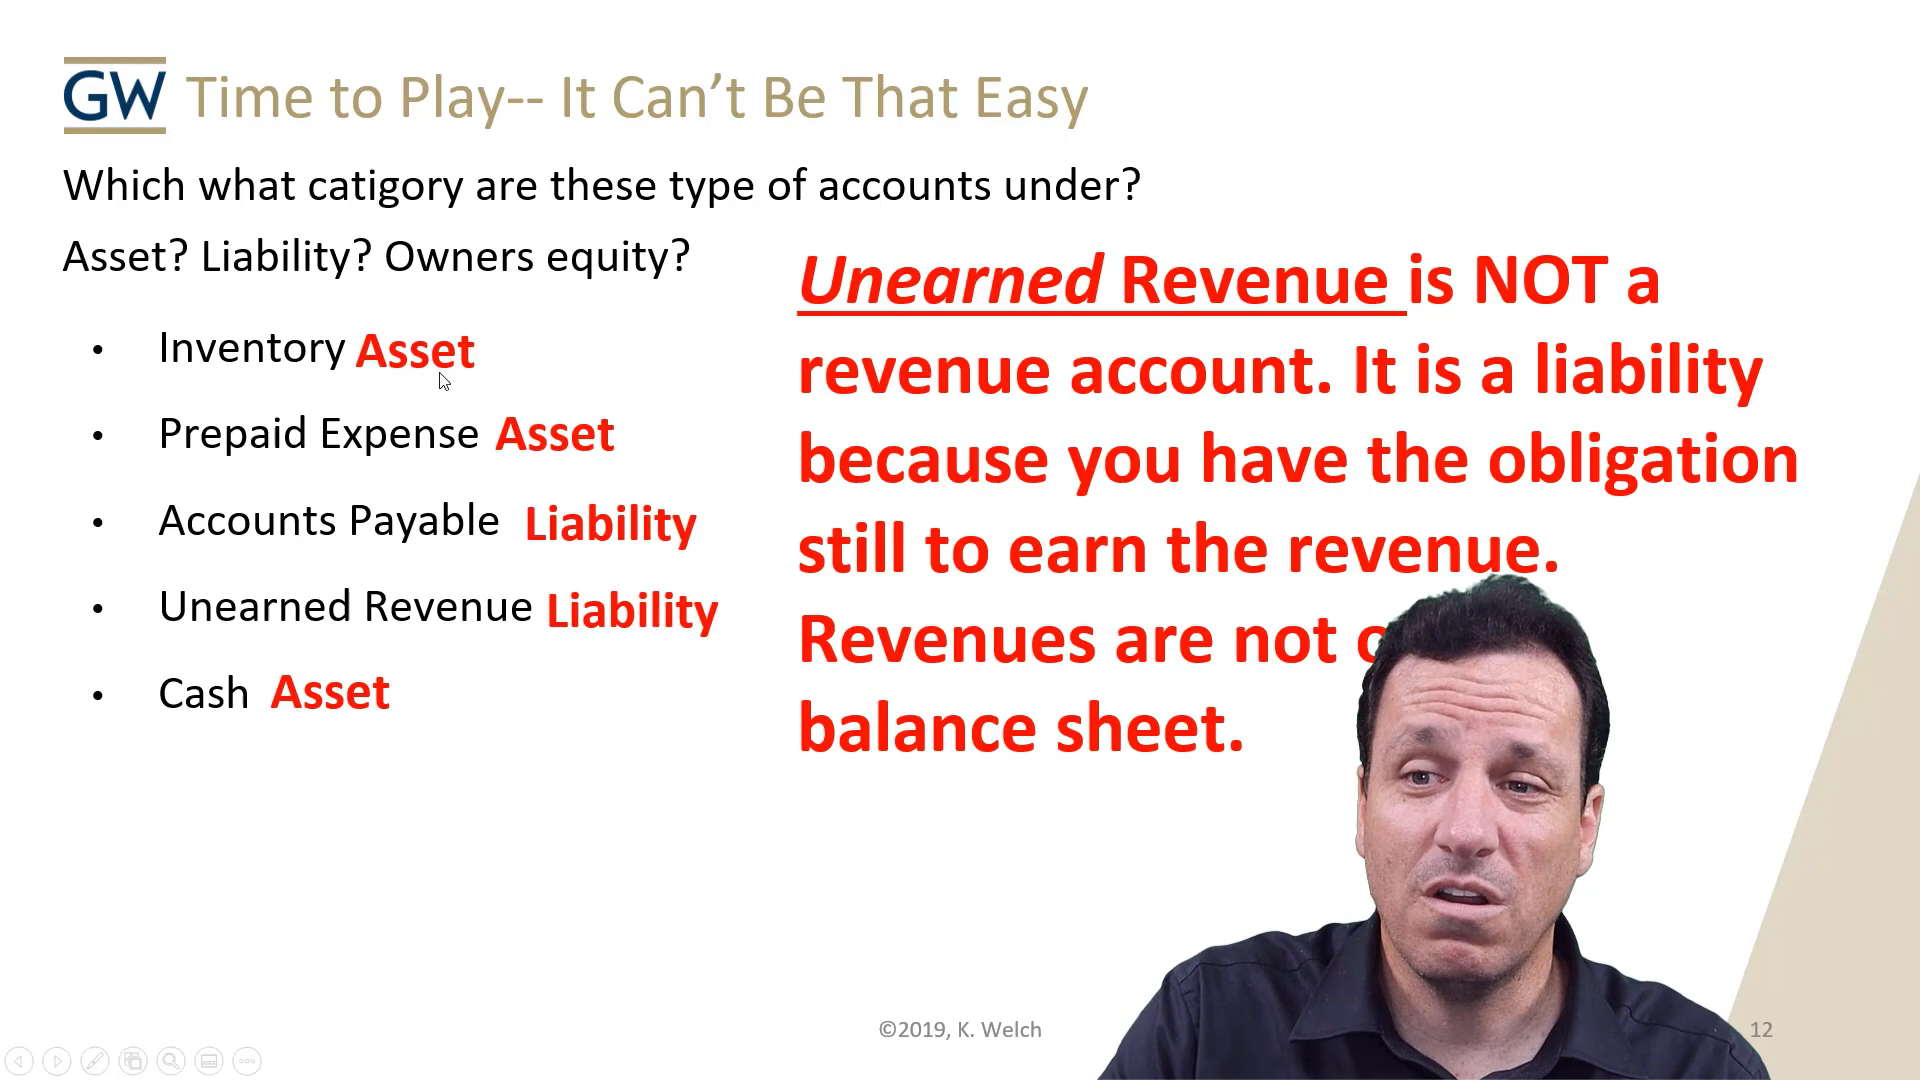 GW
Time to Play-- It Can’t Be That Easy
Which what catigory are these type of accounts under?
Asset? Liability? Owners equity?
• Inventory Asset
• Prepaid Expense Asset
• Accounts Payable Liability
• Unearned Revenue Liability
• Cash Asset
Unearned Revenue is NOT a
revenue account. It is a liability
because you have the obligation
still to earn the revenue.
Revenues are not
balance sheet.
©2019, K. Welch
12